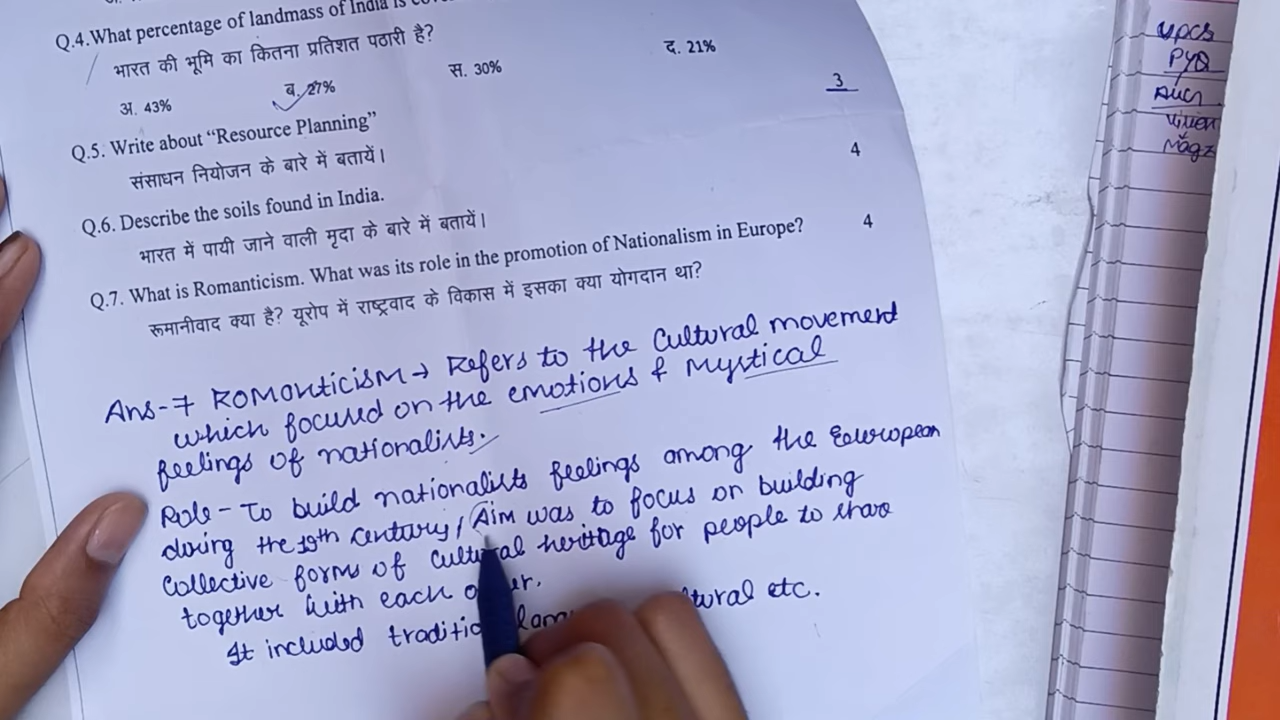 Q.4.What percentage of landmass of India is
भारत की भूमि का कितना प्रतिशत पठारी है?
अ. 43% ब. 27% स. 30% द. 21%
3
Q.5. Write about “Resource Planning”
संसाधन नियोजन के बारे में बतायें।
4
Q.6. Describe the soils found in India.
भारत में पायी जाने वाली मृदा के बारे में बतायें।
4
Q.7. What is Romanticism. What was its role in the promotion of Nationalism in Europe?
रूमानीवाद क्या है? यूरोप में राष्ट्रवाद के विकास में इसका क्या योगदान था?
Ans-7 Romanticism → Refers to the cultural movement
which focused on the emotions & mystical
feelings of nationalists.
Role - To build nationalists feelings among the
during the 19th century, Aim was to focus on building
collective forms of cultural heritage for people to share
together with each
It included etc.
upcs
PYQ